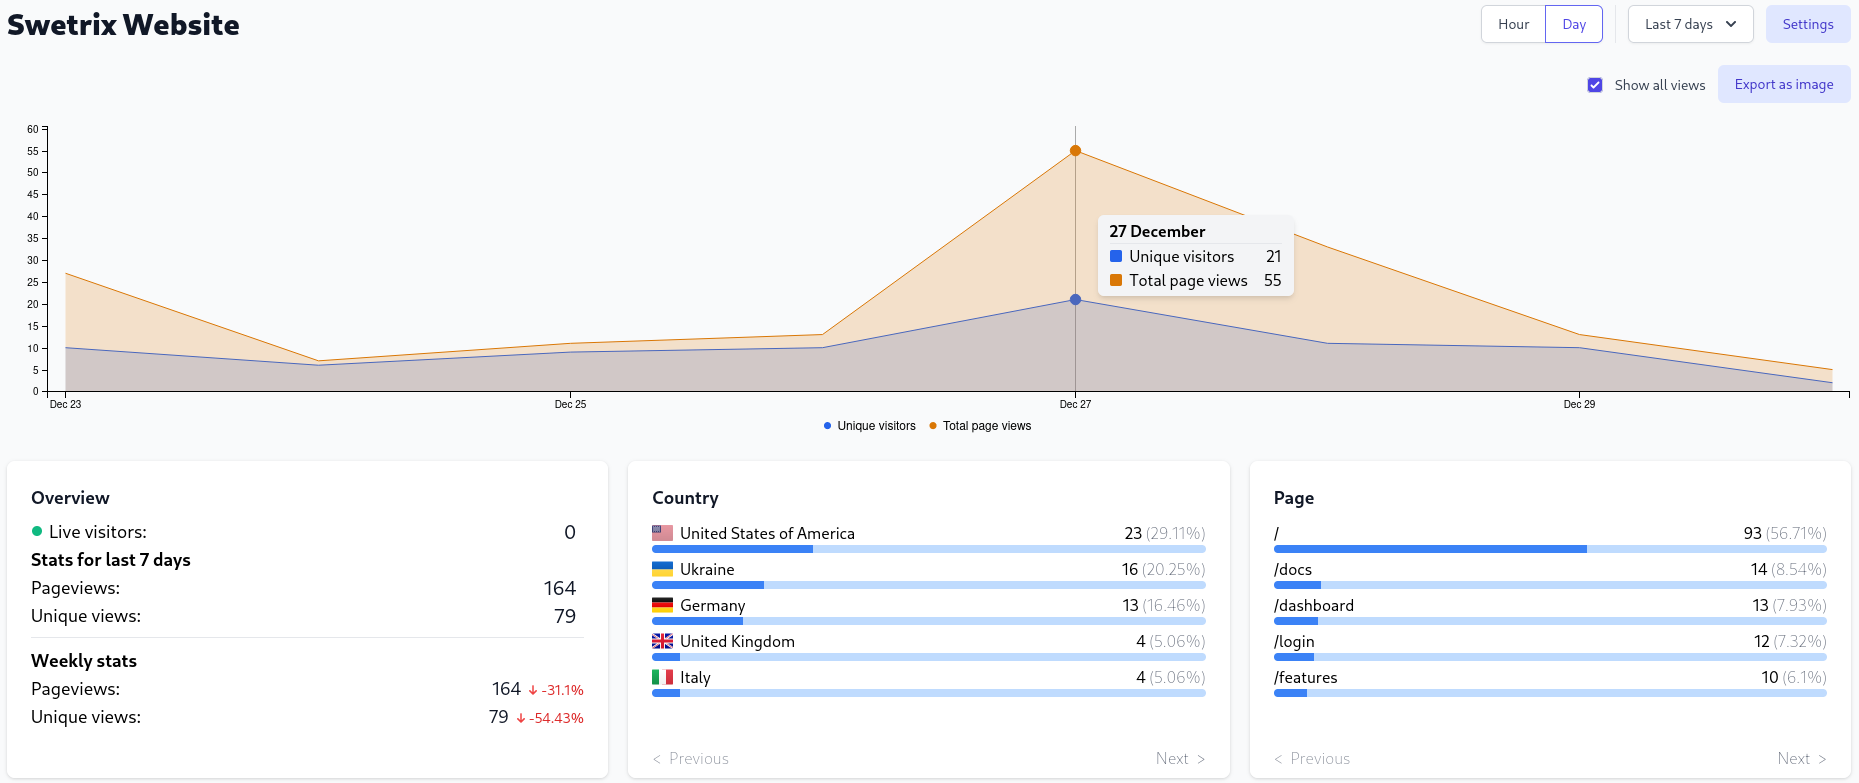 Swetrix Website
Hour Day Last 7 days Settings
Show all views Export as image
60
55
50
45
40
35
30
25
20
15
10
5
0
27 December
Unique visitors 21
Total page views 55
Dec 23 Dec 25 Dec 27 Dec 29
Unique visitors Total page views
Overview
Live visitors: 0
Stats for last 7 days
Pageviews: 164
Unique views: 79
Weekly stats
Pageviews: 164 ↓ -31.1%
Unique views: 79 ↓ -54.43%
Country
United States of America 23 (29.11%)
Ukraine 16 (20.25%)
Germany 13 (16.46%)
United Kingdom 4 (5.06%)
Italy 4 (5.06%)
< Previous Next >
Page
/ 93 (56.71%)
/docs 14 (8.54%)
/dashboard 13 (7.93%)
/login 12 (7.32%)
/features 10 (6.1%)
< Previous Next >